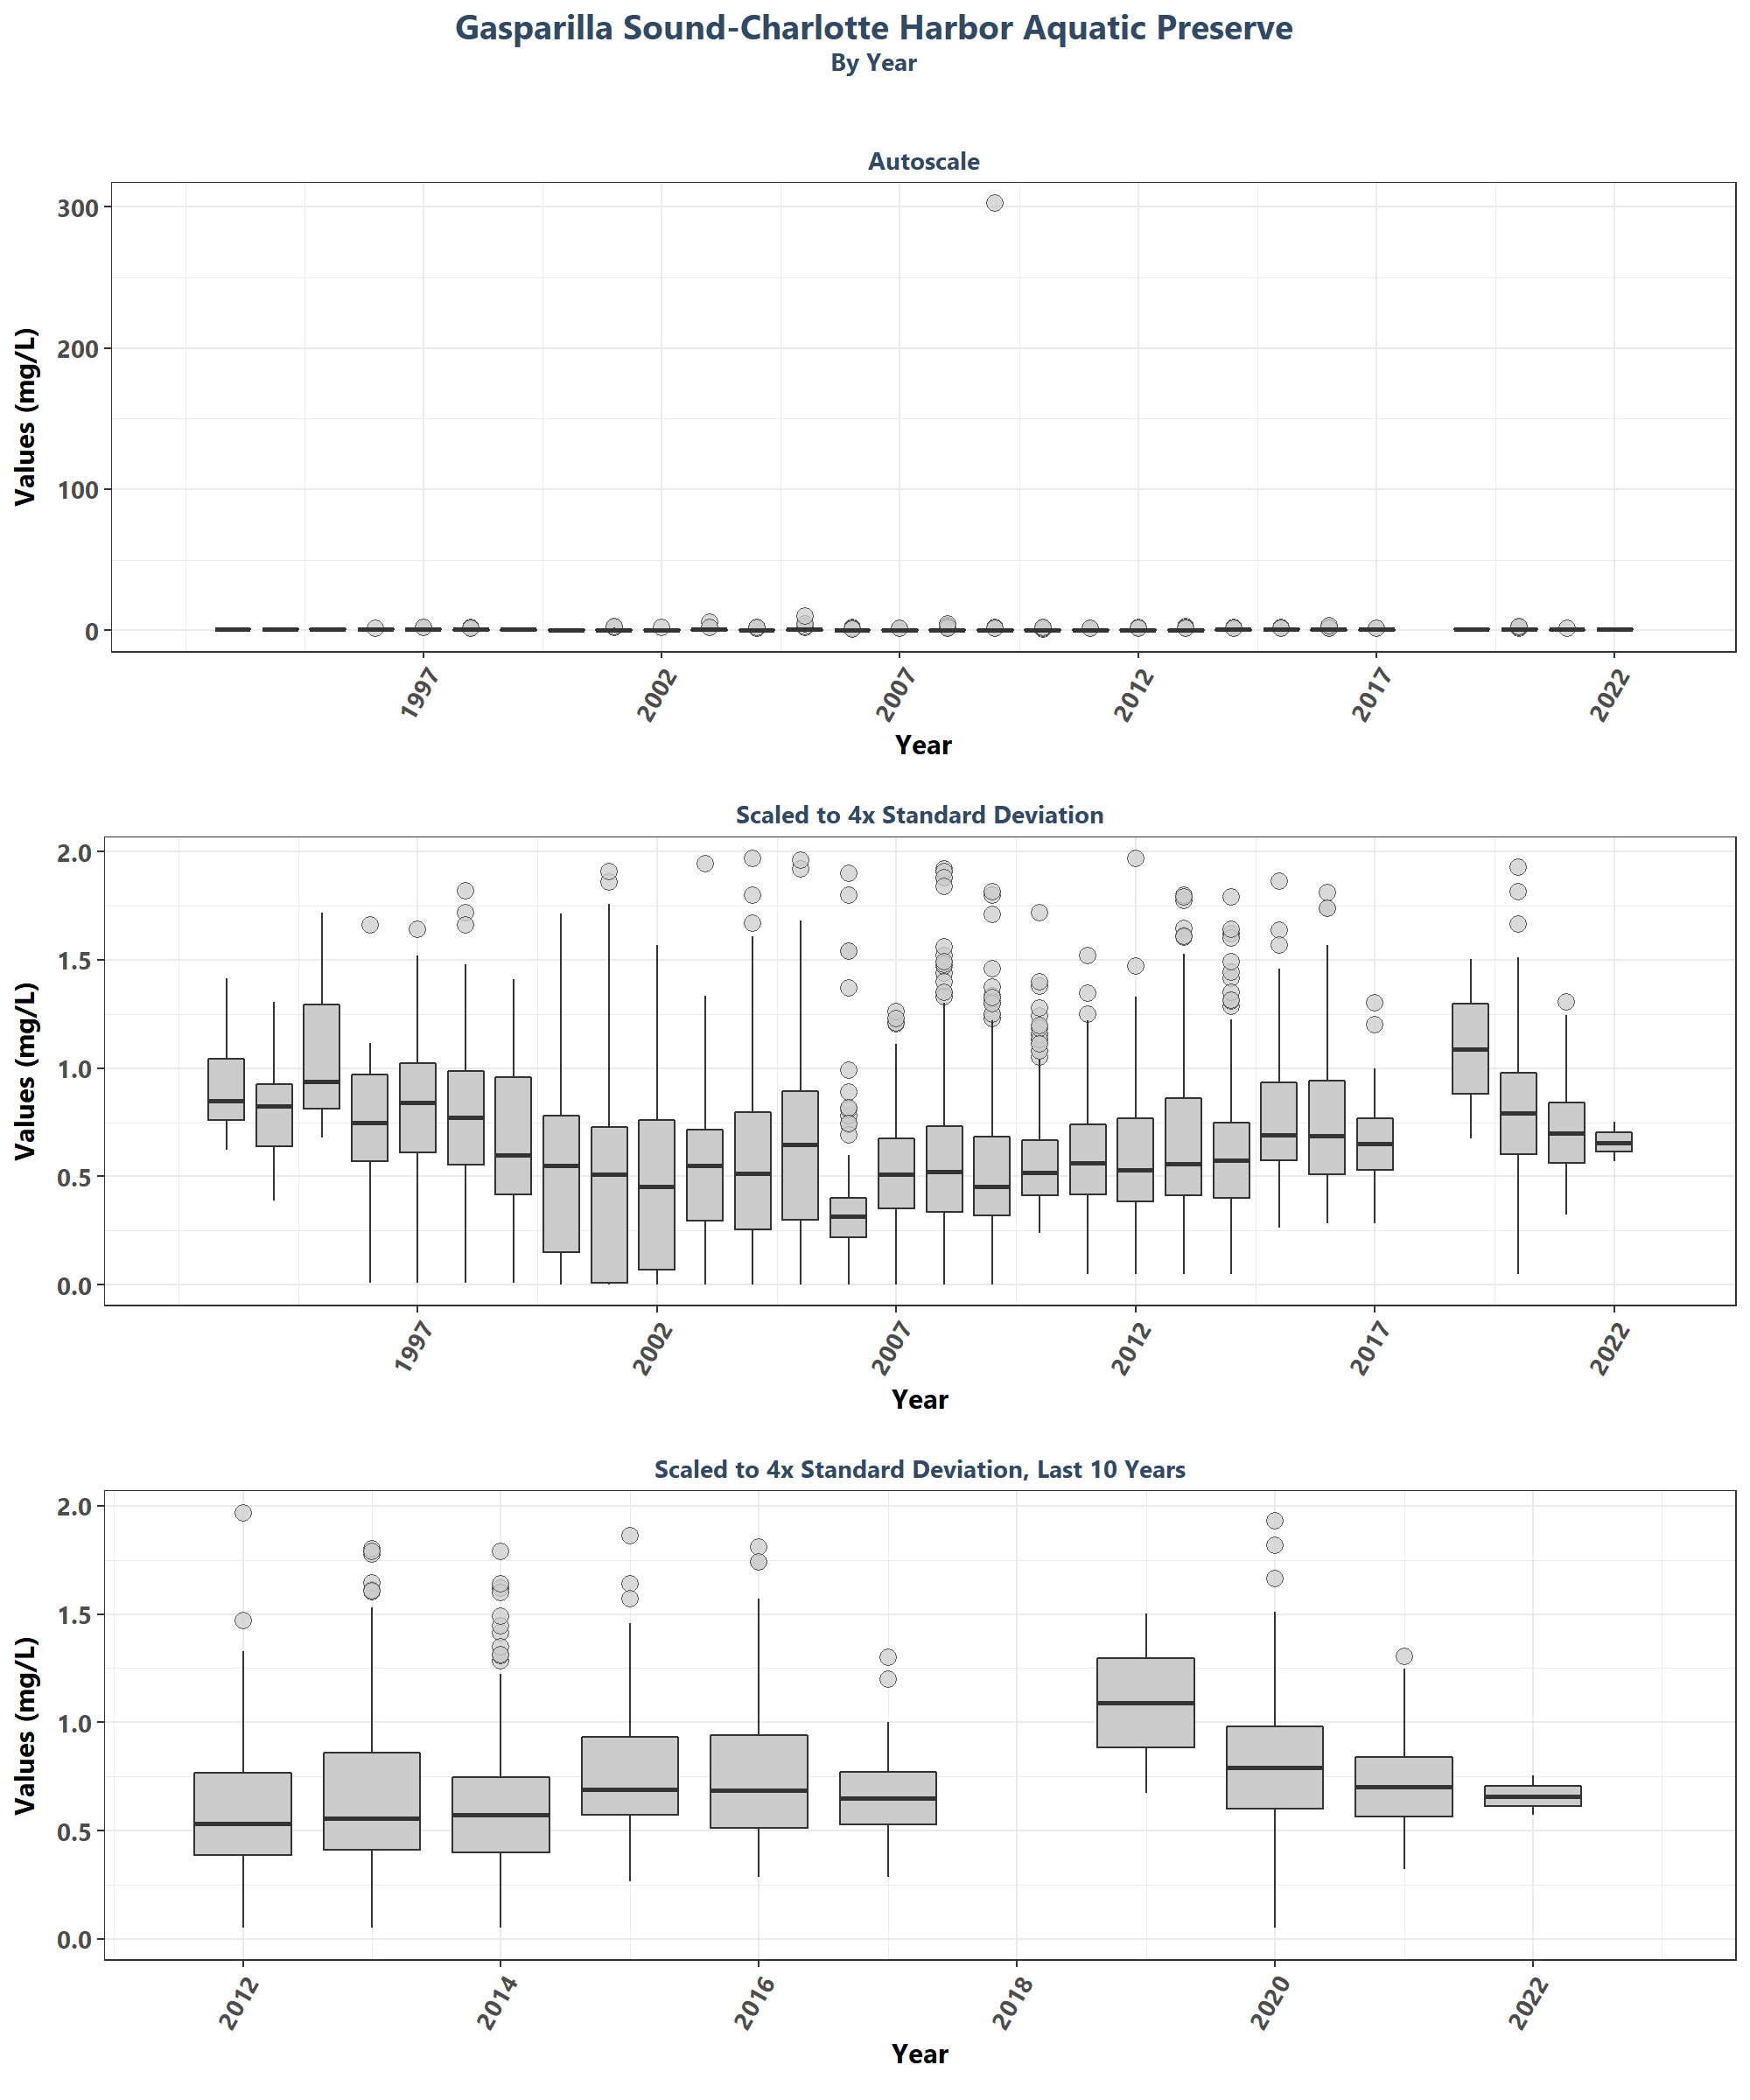 Gasparilla Sound-Charlotte Harbor Aquatic Preserve
By Year
Autoscale
Values (mg/L)
300
200
100
0
1997
2002
2007
2012
2017
2022
Year
Scaled to 4x Standard Deviation
Values (mg/L)
2.0
1.5
1.0
0.5
0.0
1997
2002
2007
2012
2017
2022
Year
Scaled to 4x Standard Deviation, Last 10 Years
Values (mg/L)
2.0
1.5
1.0
0.5
0.0
2012
2014
2016
2018
2020
2022
Year